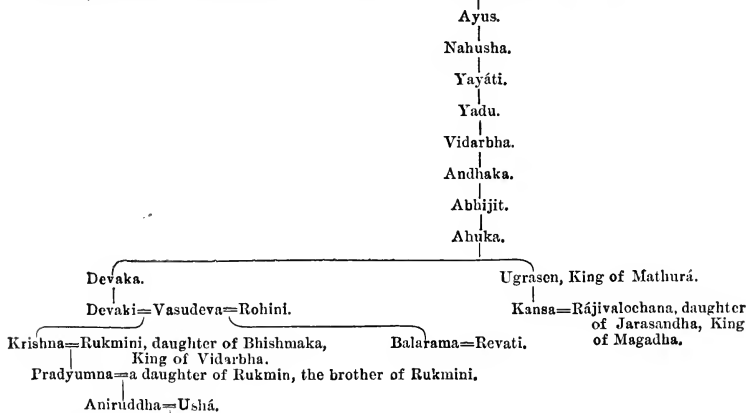 Ayus.
Nahusha.
Yayáti.
Yadu.
Vidarbha.
Andhaka.
Abhijit.
Ahuka.
Devaka. Ugrasen, King of Mathurá.
Devaki=Vasudeva=Rohini. Kansa=Rájivalochana, daughter
of Jarasandha, King
Krishna=Rukmini, daughter of Bhishmaka, Balarama=Revati. of Magadha.
King of Vidarbha.
Pradyumna=a daughter of Rukmin, the brother of Rukmini.
Aniruddha=Ushá.